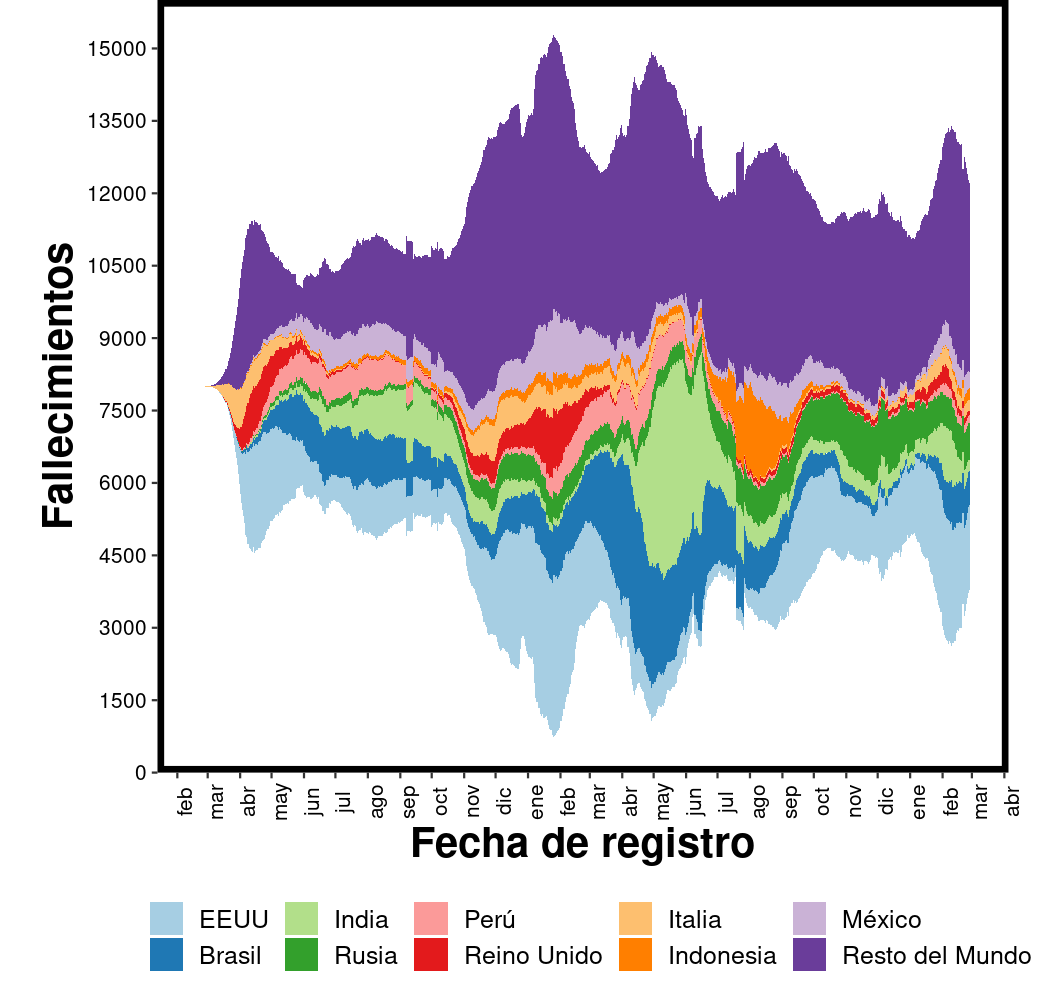 Fallecimientos
15000
13500
12000
10500
9000
7500
6000
4500
3000
1500
0
feb mar abr may jun jul ago sep oct nov dic ene feb mar abr may jun jul ago sep oct nov dic ene feb mar abr
Fecha de registro
EEUU India Perú Italia México
Brasil Rusia Reino Unido Indonesia Resto del Mundo